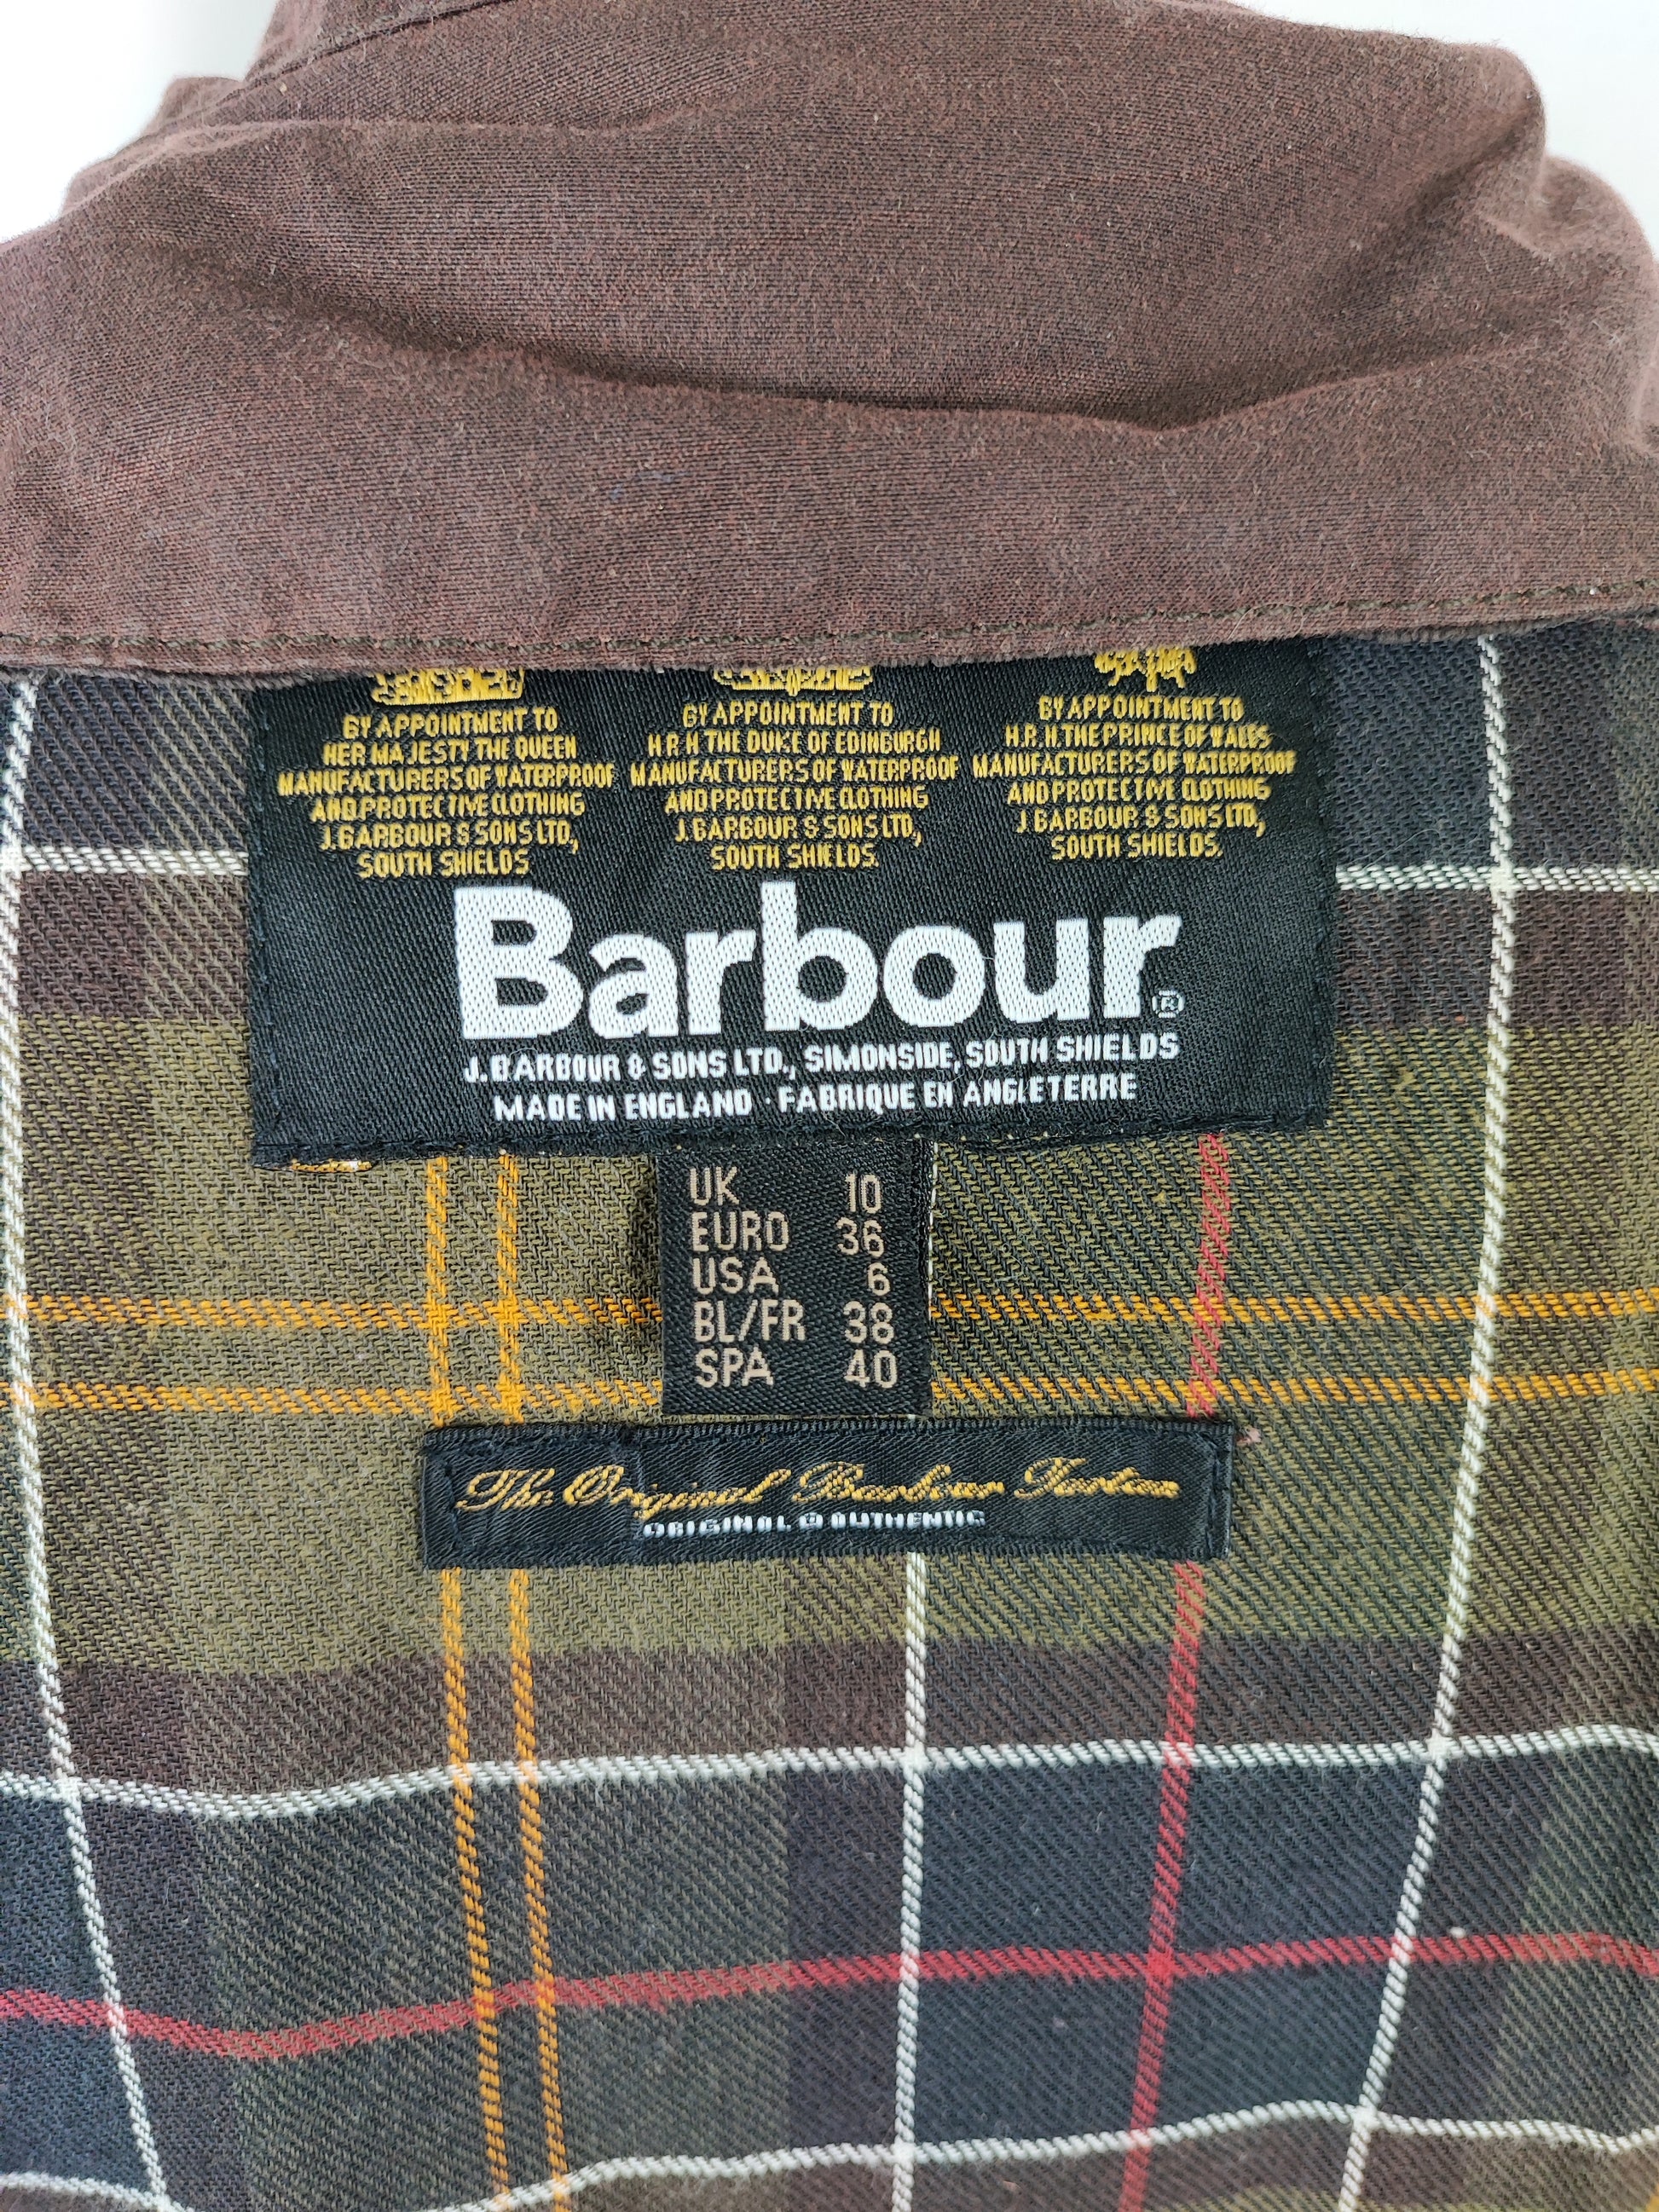 BY APPOINTMENT TO
HER MAJESTY THE QUEEN
MANUFACTURERS OF WATERPROOF
AND PROTECTIVE CLOTHING
J.BARBOUR & SONS LTD,
SOUTH SHIELDS
BY APPOINTMENT TO
H.R.H THE DUKE OF EDINBURGH
MANUFACTURERS OF WATERPROOF
AND PROTECTIVE CLOTHING
J.BARBOUR & SONS LTD,
SOUTH SHIELDS.
BY APPOINTMENT TO
H.R.H THE PRINCE OF WALES
MANUFACTURERS OF WATERPROOF
AND PROTECTIVE CLOTHING
J BARBOUR & SONS LTD,
SOUTH SHIELDS.
Barbour®
J.BARBOUR & SONS LTD., SIMONSIDE, SOUTH SHIELDS
MADE IN ENGLAND · FABRIQUE EN ANGLETERRE
UK 10
EURO 36
USA 6
BL/FR 38
SPA 40
The Original Barbour Tartan
ORIGINAL & AUTHENTIC